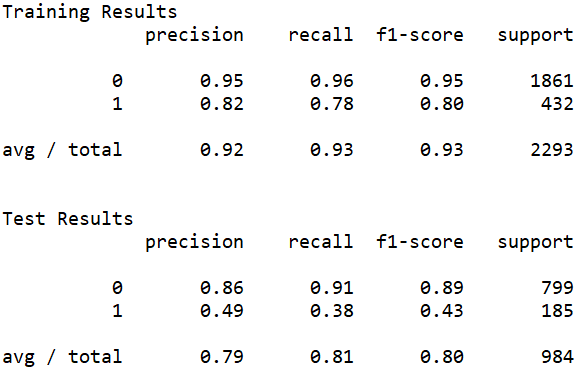 Training Results
precision recall f1-score support
0 0.95 0.96 0.95 1861
1 0.82 0.78 0.80 432
avg / total 0.92 0.93 0.93 2293
Test Results
precision recall f1-score support
0 0.86 0.91 0.89 799
1 0.49 0.38 0.43 185
avg / total 0.79 0.81 0.80 984